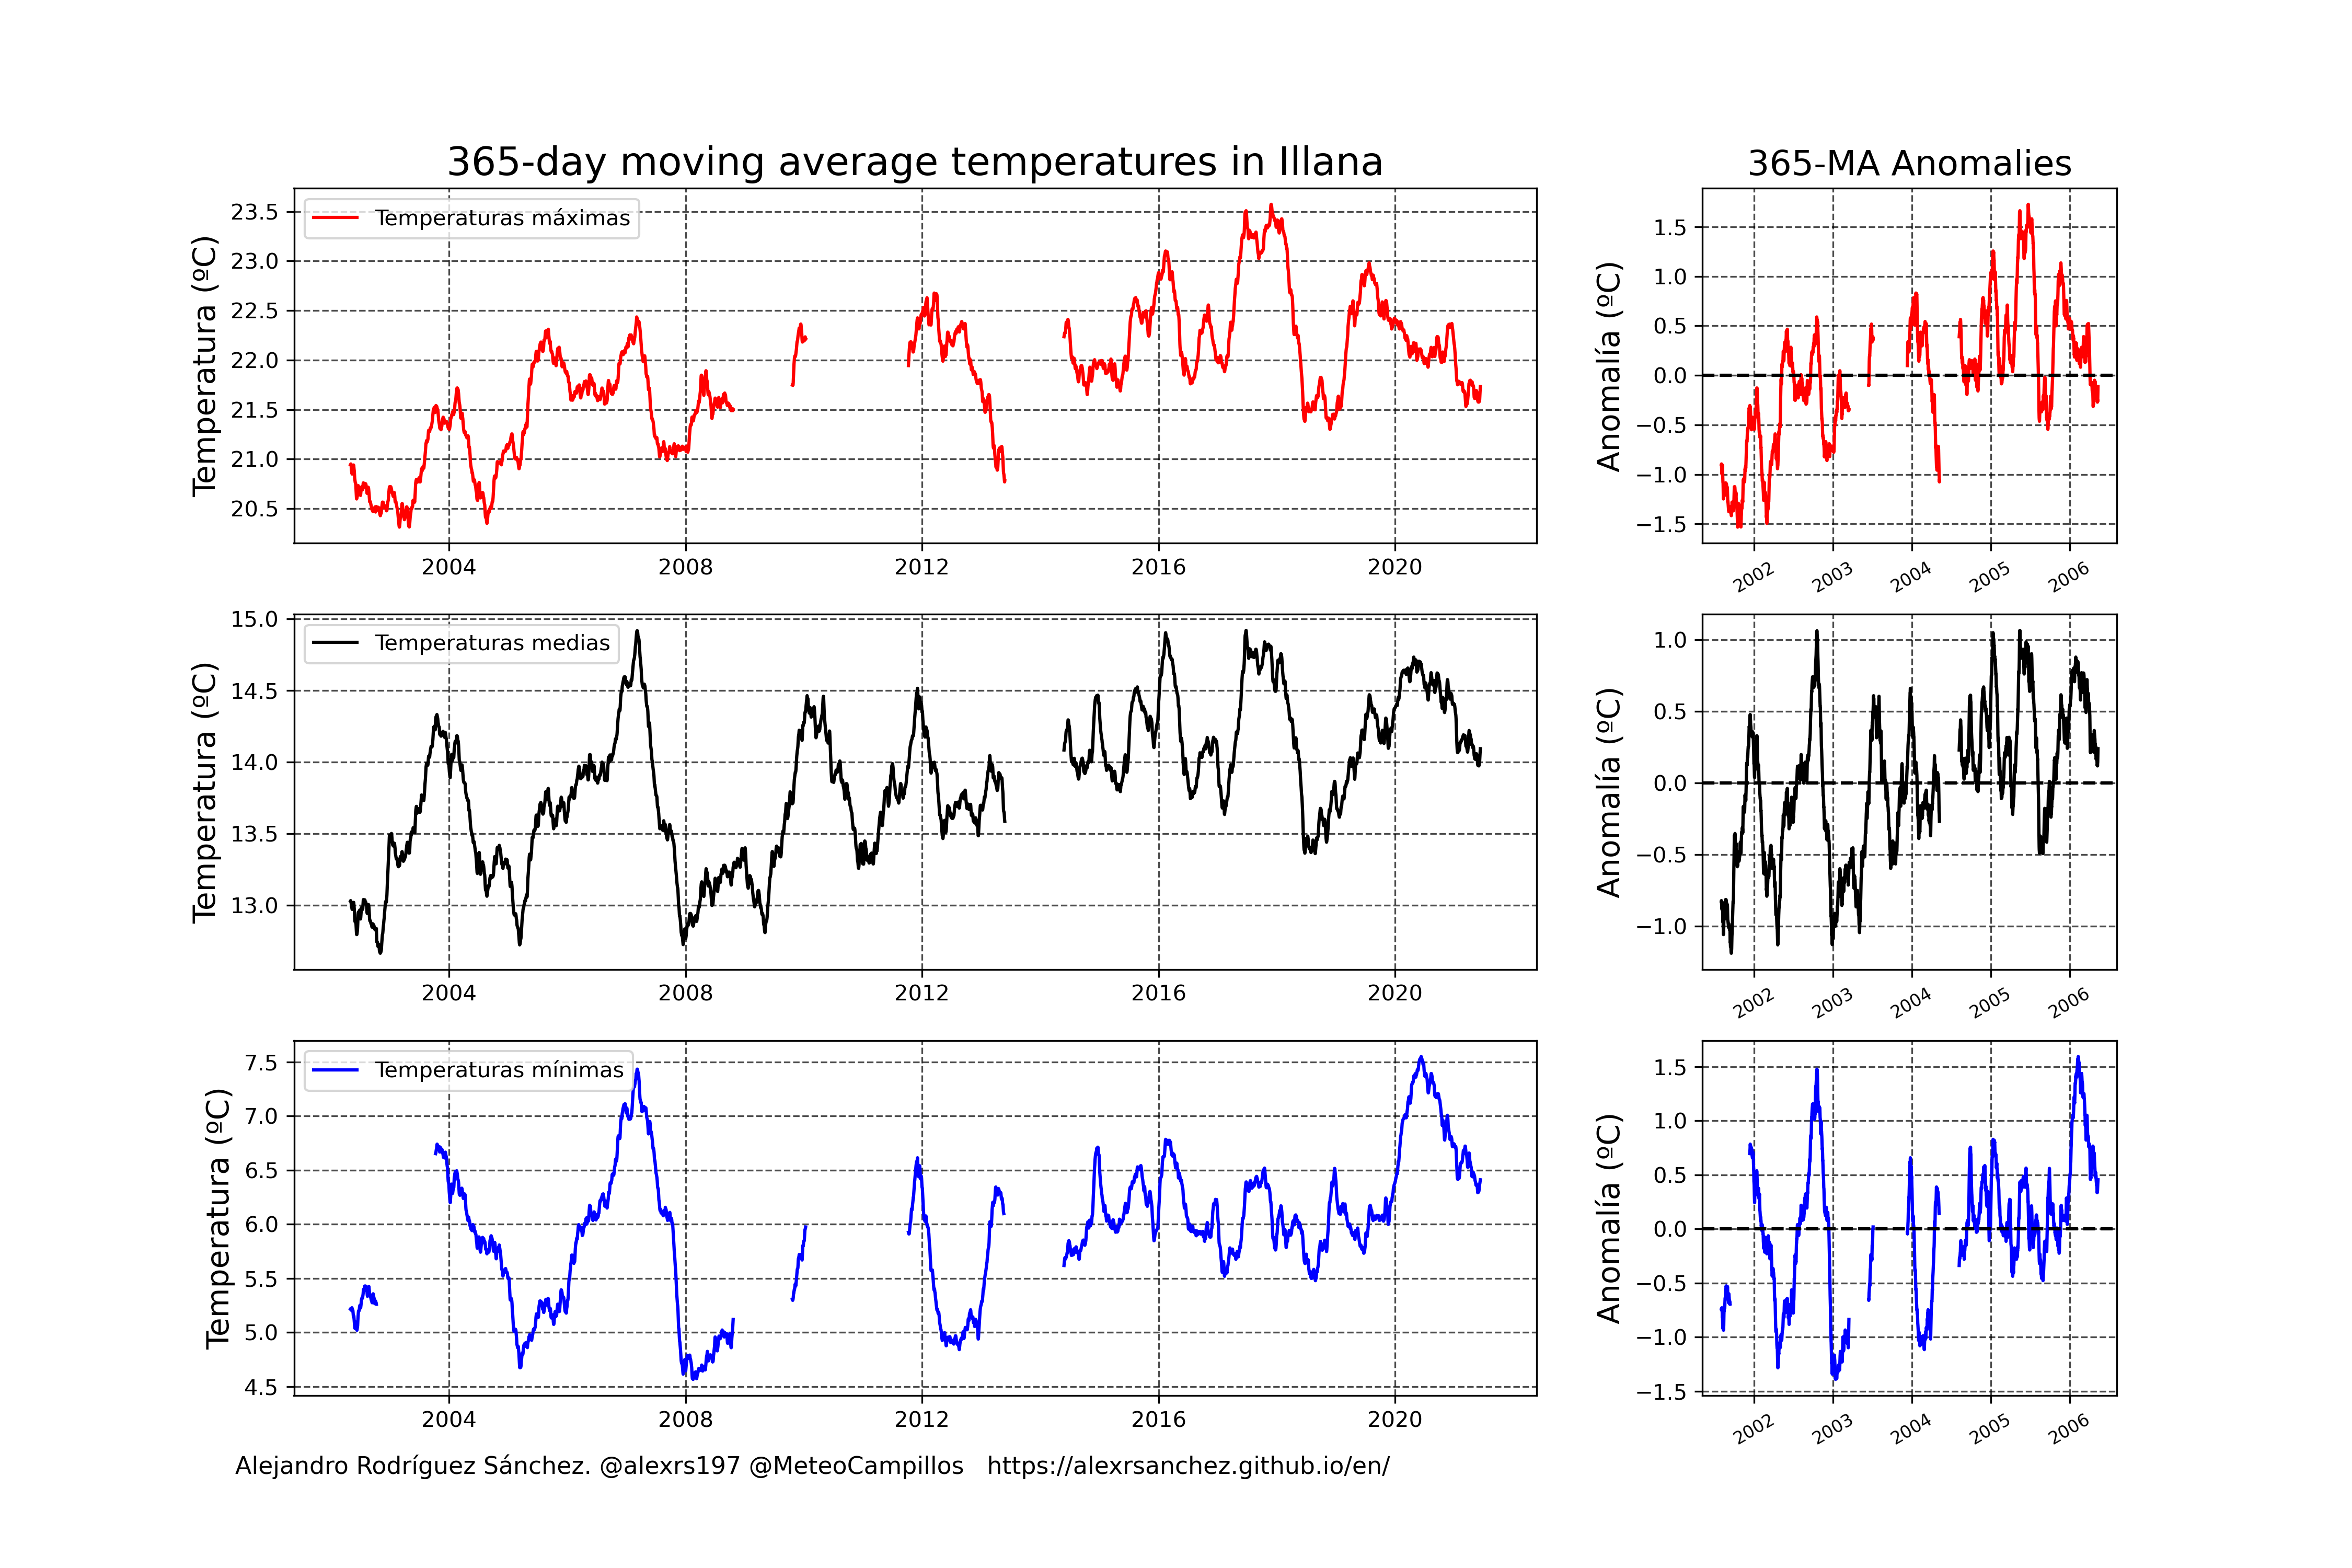 365-day moving average temperatures in Illana
365-MA Anomalies
Temperatura (ºC)
23.5
23.0
22.5
22.0
21.5
21.0
20.5
Temperaturas máximas
2004 2008 2012 2016 2020
Anomalía (ºC)
1.5
1.0
0.5
0.0
−0.5
−1.0
−1.5
2002 2003 2004 2005 2006
Temperatura (ºC)
15.0
14.5
14.0
13.5
13.0
Temperaturas medias
2004 2008 2012 2016 2020
Anomalía (ºC)
1.0
0.5
0.0
−0.5
−1.0
2002 2003 2004 2005 2006
Temperatura (ºC)
7.5
7.0
6.5
6.0
5.5
5.0
4.5
Temperaturas mínimas
2004 2008 2012 2016 2020
Anomalía (ºC)
1.5
1.0
0.5
0.0
−0.5
−1.0
−1.5
2002 2003 2004 2005 2006
Alejandro Rodríguez Sánchez. @alexrs197 @MeteoCampillos https://alexrsanchez.github.io/en/